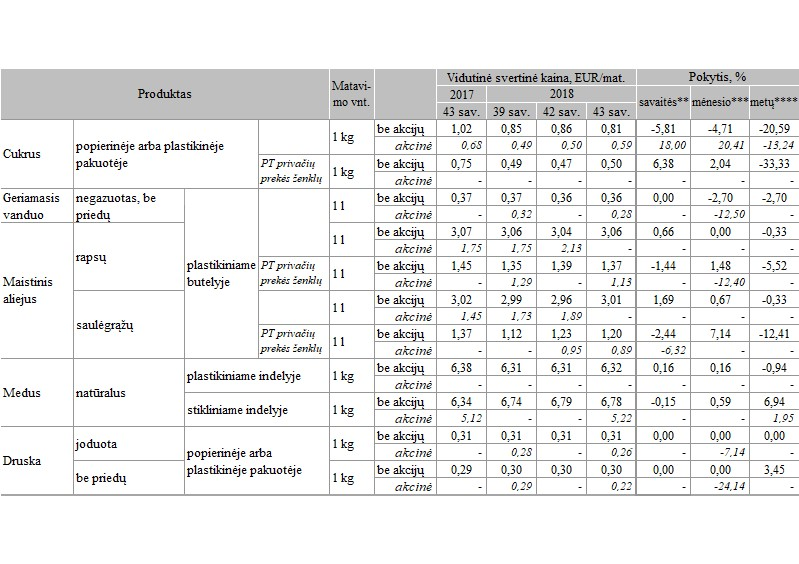 Produktas Matavi- Vidutinė svertinė kaina, EUR/mat. Pokytis, %
mo vnt. 2017 2018 savaitės** mėnesio*** metų****
43 sav. 39 sav. 42 sav. 43 sav.
Cukrus popierinėje arba plastikinėje pakuotėje 1 kg be akcijų 1,02 0,85 0,86 0,81 -5,81 -4,71 -20,59
akcinė 0,68 0,49 0,50 0,59 18,00 20,41 -13,24
PT privačių prekės ženklų 1 kg be akcijų 0,75 0,49 0,47 0,50 6,38 2,04 -33,33
akcinė - - - - - - -
Geriamasis vanduo negazuotas, be priedų plastikiniame butelyje 1 l be akcijų 0,37 0,37 0,36 0,36 0,00 -2,70 -2,70
akcinė - 0,32 - 0,28 - -12,50 -
Maistinis aliejus rapsų 1 l be akcijų 3,07 3,06 3,04 3,06 0,66 0,00 -0,33
akcinė 1,75 1,75 2,13 - - - -
PT privačių prekės ženklų 1 l be akcijų 1,45 1,35 1,39 1,37 -1,44 1,48 -5,52
akcinė - 1,29 - 1,13 - -12,40 -
saulėgrąžų 1 l be akcijų 3,02 2,99 2,96 3,01 1,69 0,67 -0,33
akcinė 1,45 1,73 1,89 - - - -
PT privačių prekės ženklų 1 l be akcijų 1,37 1,12 1,23 1,20 -2,44 7,14 -12,41
akcinė - - 0,95 0,89 -6,32 - -
Medus natūralus plastikiniame indelyje 1 kg be akcijų 6,38 6,31 6,31 6,32 0,16 0,16 -0,94
akcinė - - - - - - -
stikliniame indelyje 1 kg be akcijų 6,34 6,74 6,79 6,78 -0,15 0,59 6,94
akcinė 5,12 - - 5,22 - - 1,95
Druska joduota popierinėje arba plastikinėje pakuotėje 1 kg be akcijų 0,31 0,31 0,31 0,31 0,00 0,00 0,00
akcinė - 0,28 - 0,26 - -7,14 -
be priedų 1 kg be akcijų 0,29 0,30 0,30 0,30 0,00 0,00 3,45
akcinė - 0,29 - 0,22 - -24,14 -